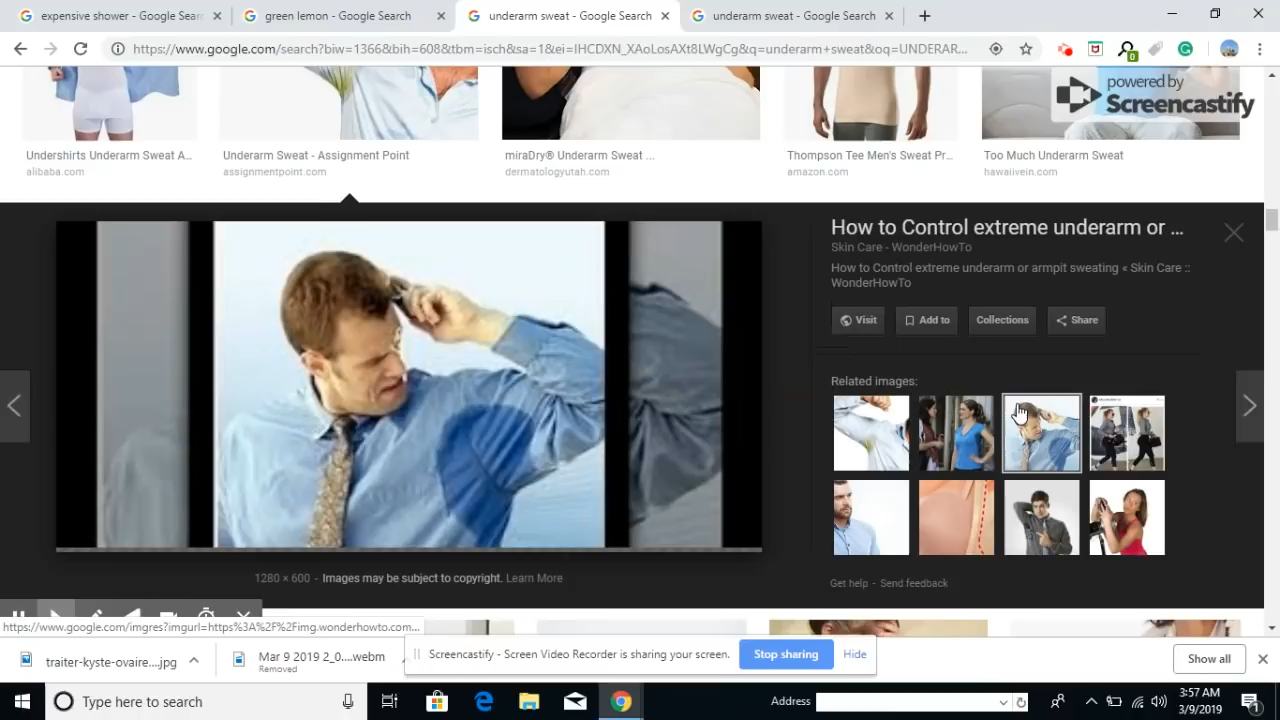 expensive shower - Google Search
green lemon - Google Search
underarm sweat - Google Search
underarm sweat - Google Search
https://www.google.com/search?biw=1366&bih=608&tbm=isch&sa=1&ei=IHCDXN_XAoLosAXt8LWgCg&q=underarm+sweat&oq=UNDERAR...
0
powered by
Screencastify
Undershirts Underarm Sweat A...
alibaba.com
Underarm Sweat - Assignment Point
assignmentpoint.com
miraDry® Underarm Sweat ...
dermatologyutah.com
Thompson Tee Men's Sweat Pr...
amazon.com
Too Much Underarm Sweat
hawaiivein.com
How to Control extreme underarm or ...
Skin Care - WonderHowTo
How to Control extreme underarm or armpit sweating « Skin Care ::
WonderHowTo
Visit
Add to
Collections
Share
Related images:
1280 × 600 - Images may be subject to copyright. Learn More
Get help - Send feedback
https://www.google.com/imgres?imgurl=https%3A%2F%2Fimg.wonderhowto.com...
traiter-kyste-ovaire....jpg
Mar 9 2019 2_0....webm
Removed
Screencastify - Screen Video Recorder is sharing your screen.
Stop sharing
Hide
Show all
Type here to search
Address
3:57 AM
3/9/2019
1